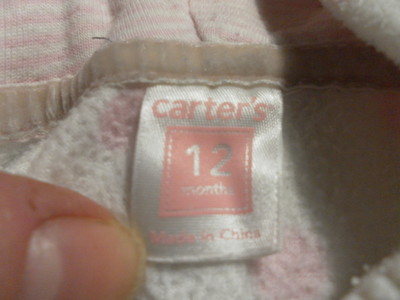 carter's
12
months
Made in China